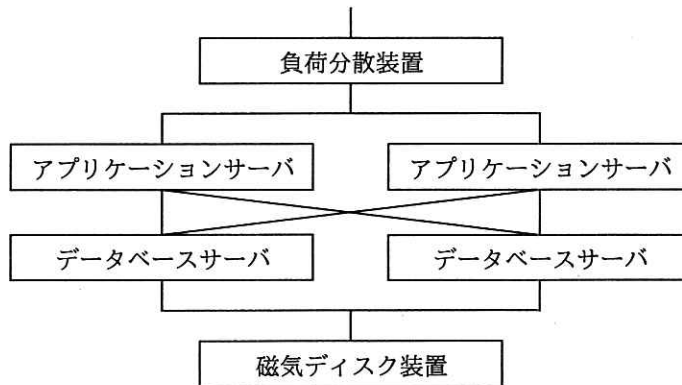 負荷分散装置
アプリケーションサーバ
アプリケーションサーバ
データベースサーバ
データベースサーバ
磁気ディスク装置